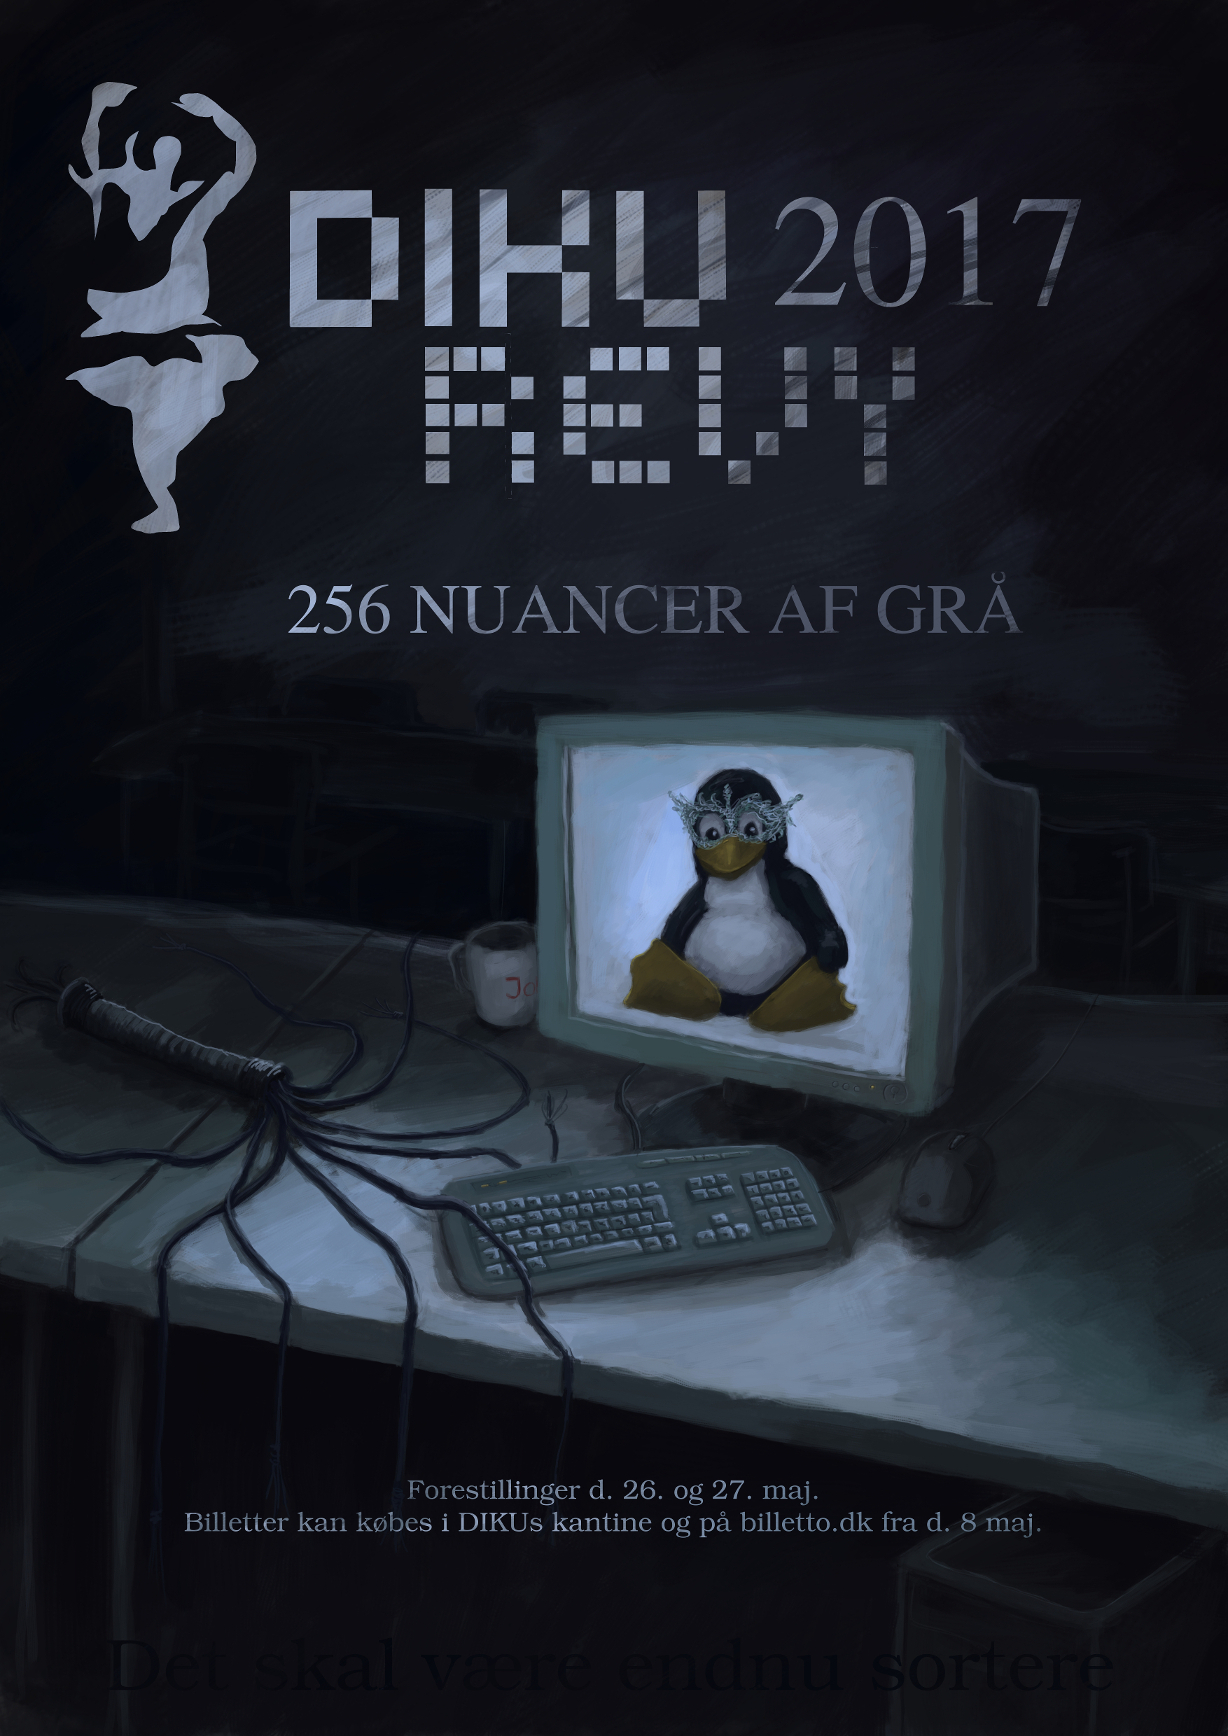 DIKU 2017
REVY
256 NUANCER AF GRÅ
Forestillinger d. 26. og 27. maj.
Billetter kan købes i DIKUs kantine og på billetto.dk fra d. 8 maj.
Det skal være endnu sortere